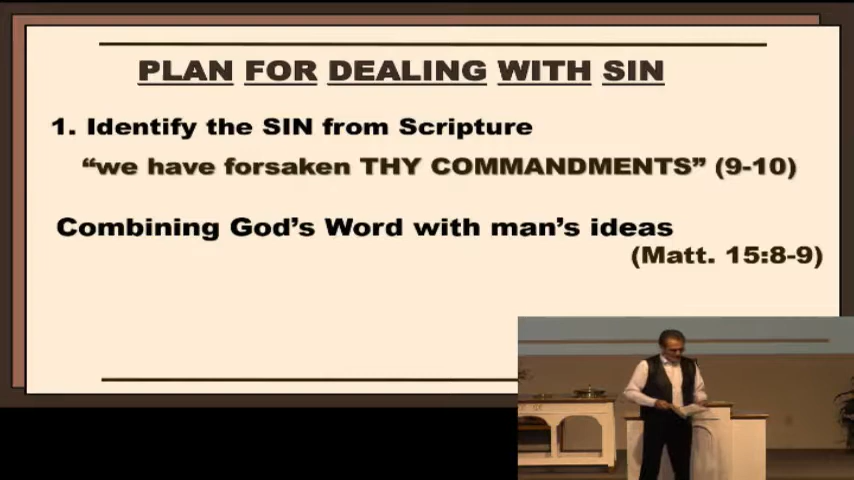 PLAN FOR DEALING WITH SIN
1. Identify the SIN from Scripture
“we have forsaken THY COMMANDMENTS” (9-10)
Combining God’s Word with man’s ideas
(Matt. 15:8-9)